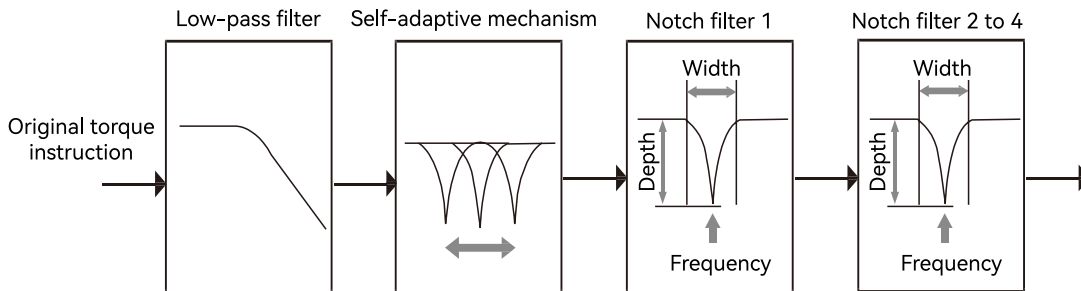 Low-pass filter
Self-adaptive mechanism
Notch filter 1
Notch filter 2 to 4
Original torque
instruction
Width
Depth
Frequency
Width
Depth
Frequency